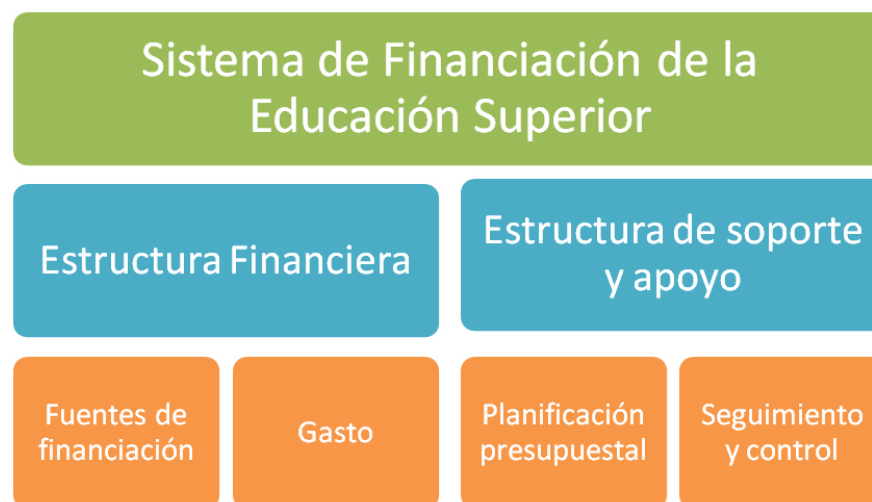 Sistema de Financiación de la
Educación Superior
Estructura Financiera
Estructura de soporte
y apoyo
Fuentes de
financiación
Gasto
Planificación
presupuestal
Seguimiento
y control